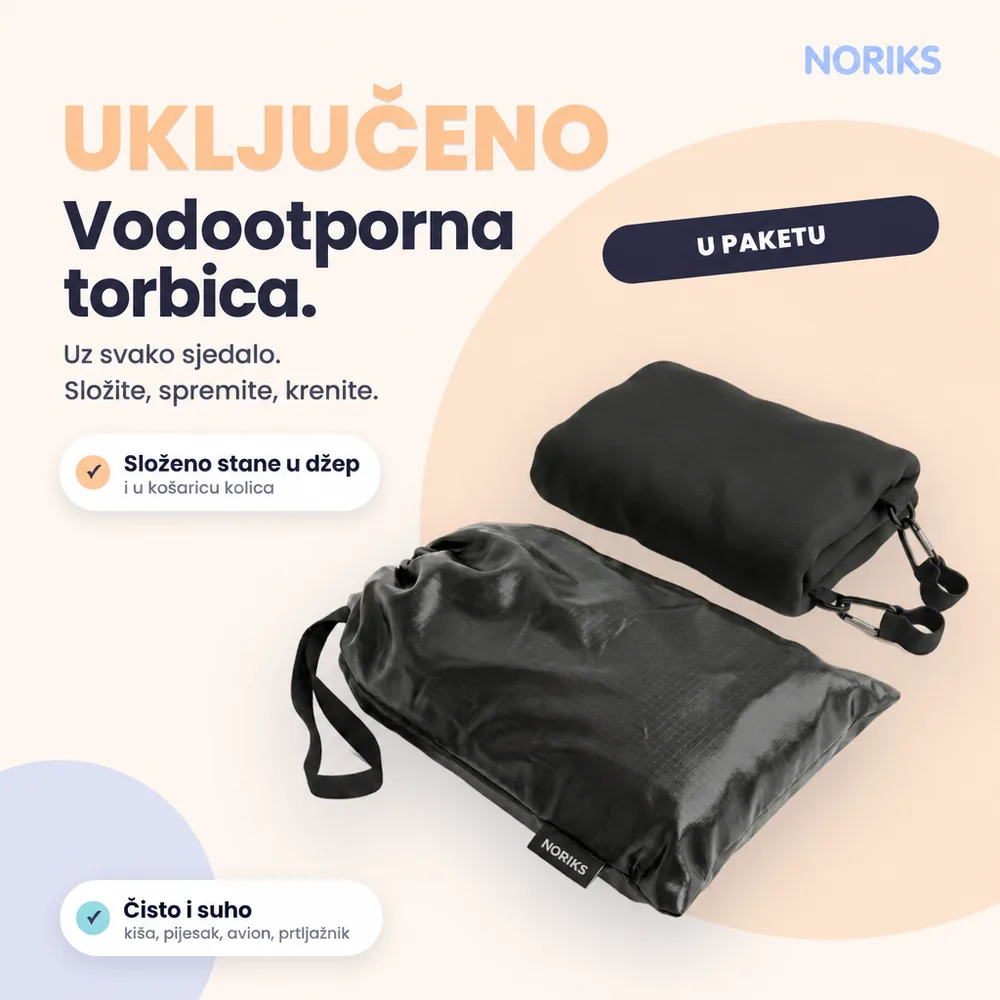 NORIKS
UKLJUČENO
Vodootporna
torbica.
U PAKETU
Uz svako sjedalo.
Složite, spremite, krenite.
Složeno stane u džep
i u košaricu kolica
NORIKS
Čisto i suho
kiša, pijesak, avion, prtljažnik